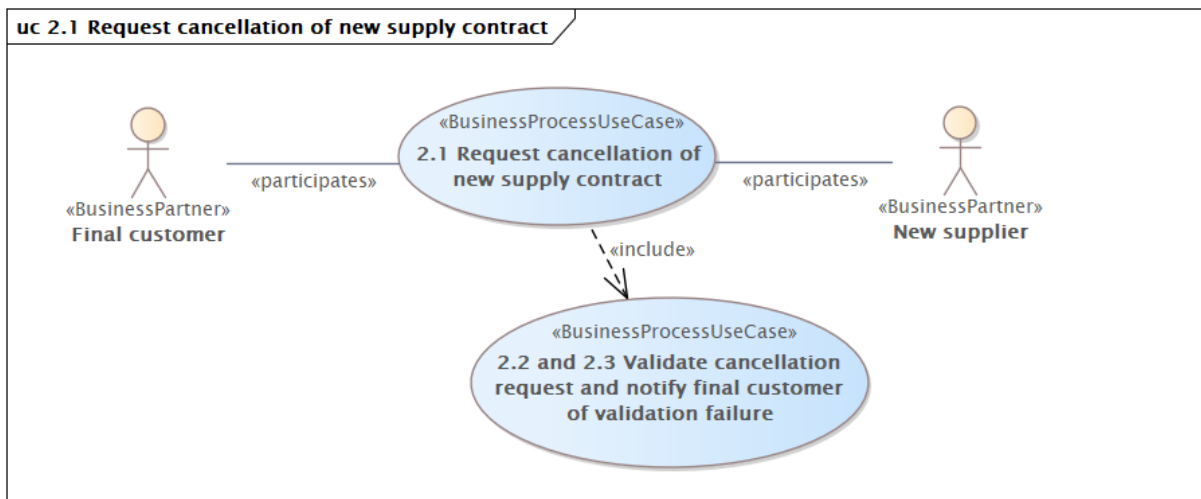 uc 2.1 Request cancellation of new supply contract
«BusinessProcessUseCase»
2.1 Request cancellation of
new supply contract
«participates»
«participates»
«BusinessPartner»
Final customer
«BusinessPartner»
New supplier
«include»
«BusinessProcessUseCase»
2.2 and 2.3 Validate cancellation
request and notify final customer
of validation failure